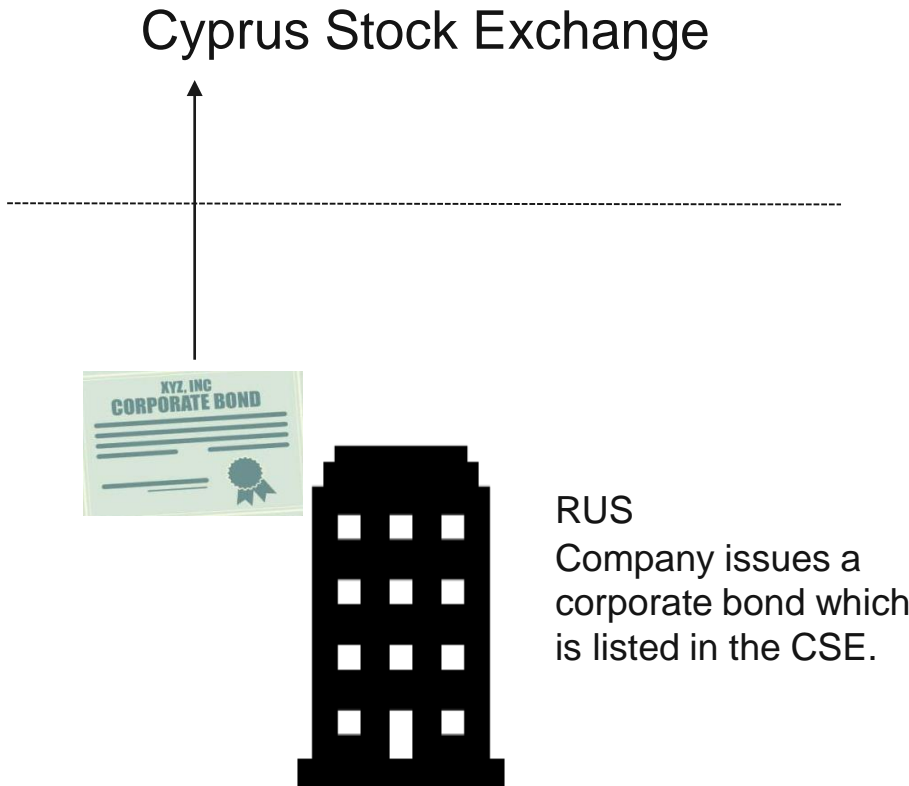 Cyprus Stock Exchange
XYZ, INC
CORPORATE BOND
RUS
Company issues a
corporate bond which
is listed in the CSE.